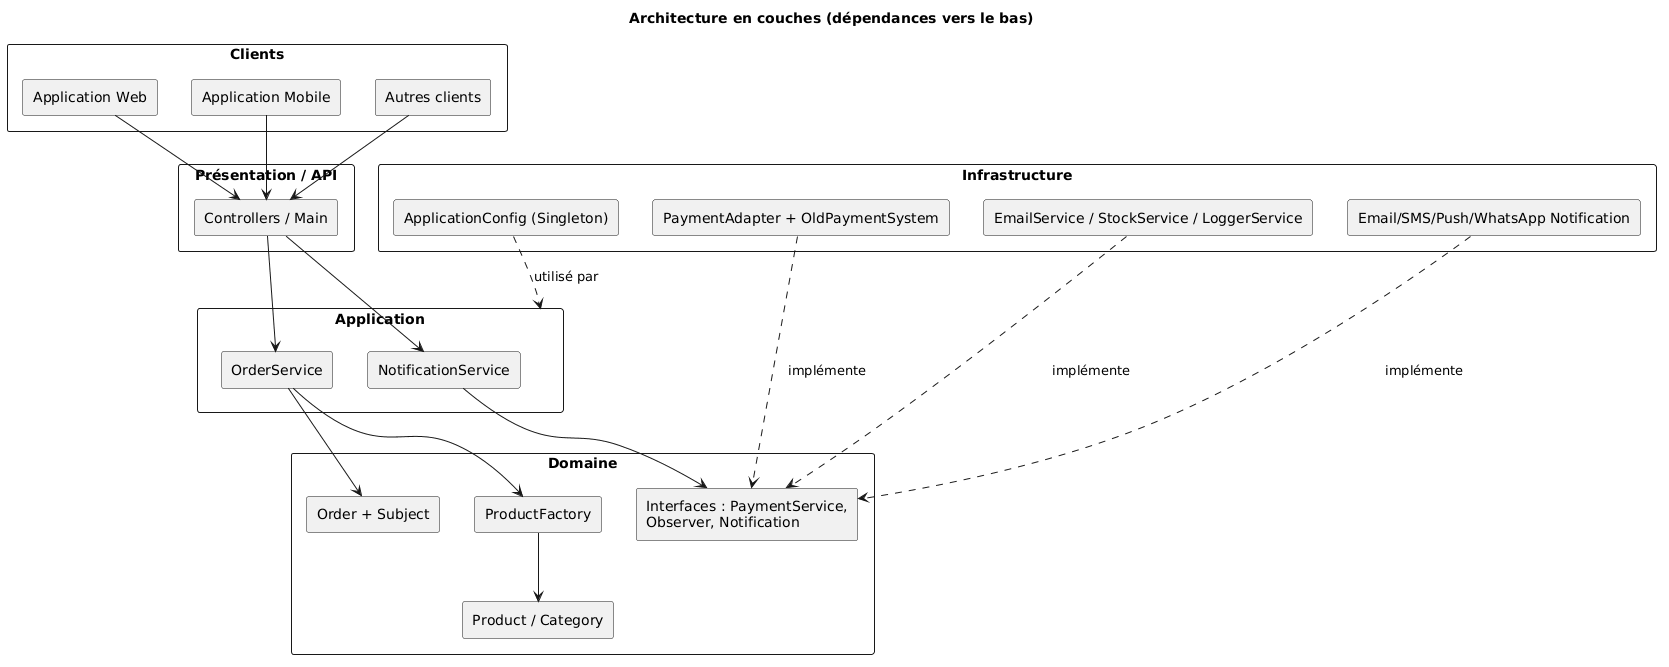 Architecture en couches (dépendances vers le bas)
Clients
Application Web
Application Mobile
Autres clients
Présentation / API
Controllers / Main
Infrastructure
ApplicationConfig (Singleton)
PaymentAdapter + OldPaymentSystem
EmailService / StockService / LoggerService
Email/SMS/Push/WhatsApp Notification
utilisé par
Application
OrderService
NotificationService
implémente
implémente
implémente
Domaine
Order + Subject
ProductFactory
Interfaces : PaymentService,
Observer, Notification
Product / Category